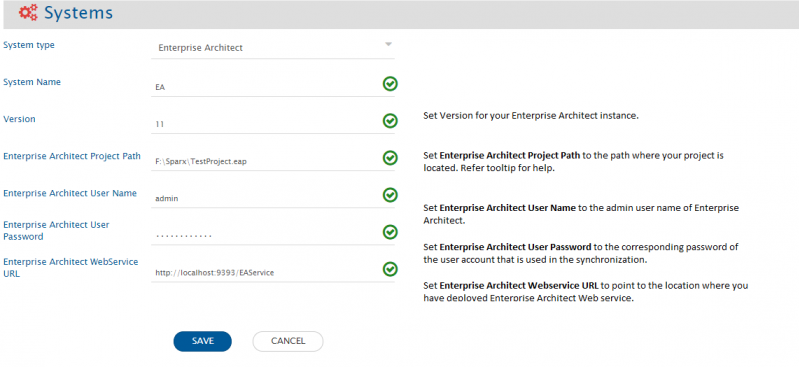 Systems
System type
Enterprise Architect
System Name
EA
Version
11
Set Version for your Enterprise Architect instance.
Enterprise Architect Project Path
F:\Sparx\TestProject.eap
Set Enterprise Architect Project Path to the path where your project is
located. Refer tooltip for help.
Enterprise Architect User Name
admin
Set Enterprise Architect User Name to the admin user name of Enterprise
Architect.
Enterprise Architect User
Password
............
Set Enterprise Architect User Password to the corresponding password of
the user account that is used in the synchronization.
Enterprise Architect WebService
URL
http://localhost:9393/EAService
Set Enterprise Architect Webservice URL to point to the location where you
have deoloved Enterorise Architect Web service.
SAVE
CANCEL